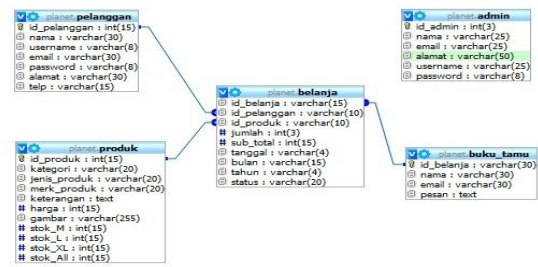 planet.pelanggan
id_pelanggan : int(15)
nama : varchar(30)
username : varchar(8)
email : varchar(30)
password : varchar(8)
alamat : varchar(30)
telp : varchar(15)
planet.produk
id_produk : int(15)
kategori : varchar(20)
jenis_produk : varchar(20)
merk_produk : varchar(20)
keterangan : text
harga : int(15)
gambar : varchar(255)
stok_M : int(15)
stok_L : int(15)
stok_XL : int(15)
stok_All : int(15)
planet.belanja
id_belanja : varchar(15)
id_pelanggan : varchar(10)
id_produk : varchar(10)
jumlah : int(3)
sub_total : int(15)
tanggal : varchar(4)
bulan : varchar(15)
tahun : varchar(4)
status : varchar(20)
planet.admin
id_admin : int(3)
nama : varchar(25)
email : varchar(25)
alamat : varchar(50)
username : varchar(25)
password : varchar(8)
planet.buku_tamu
id_belanja : varchar(30)
nama : varchar(30)
email : varchar(30)
pesan : text